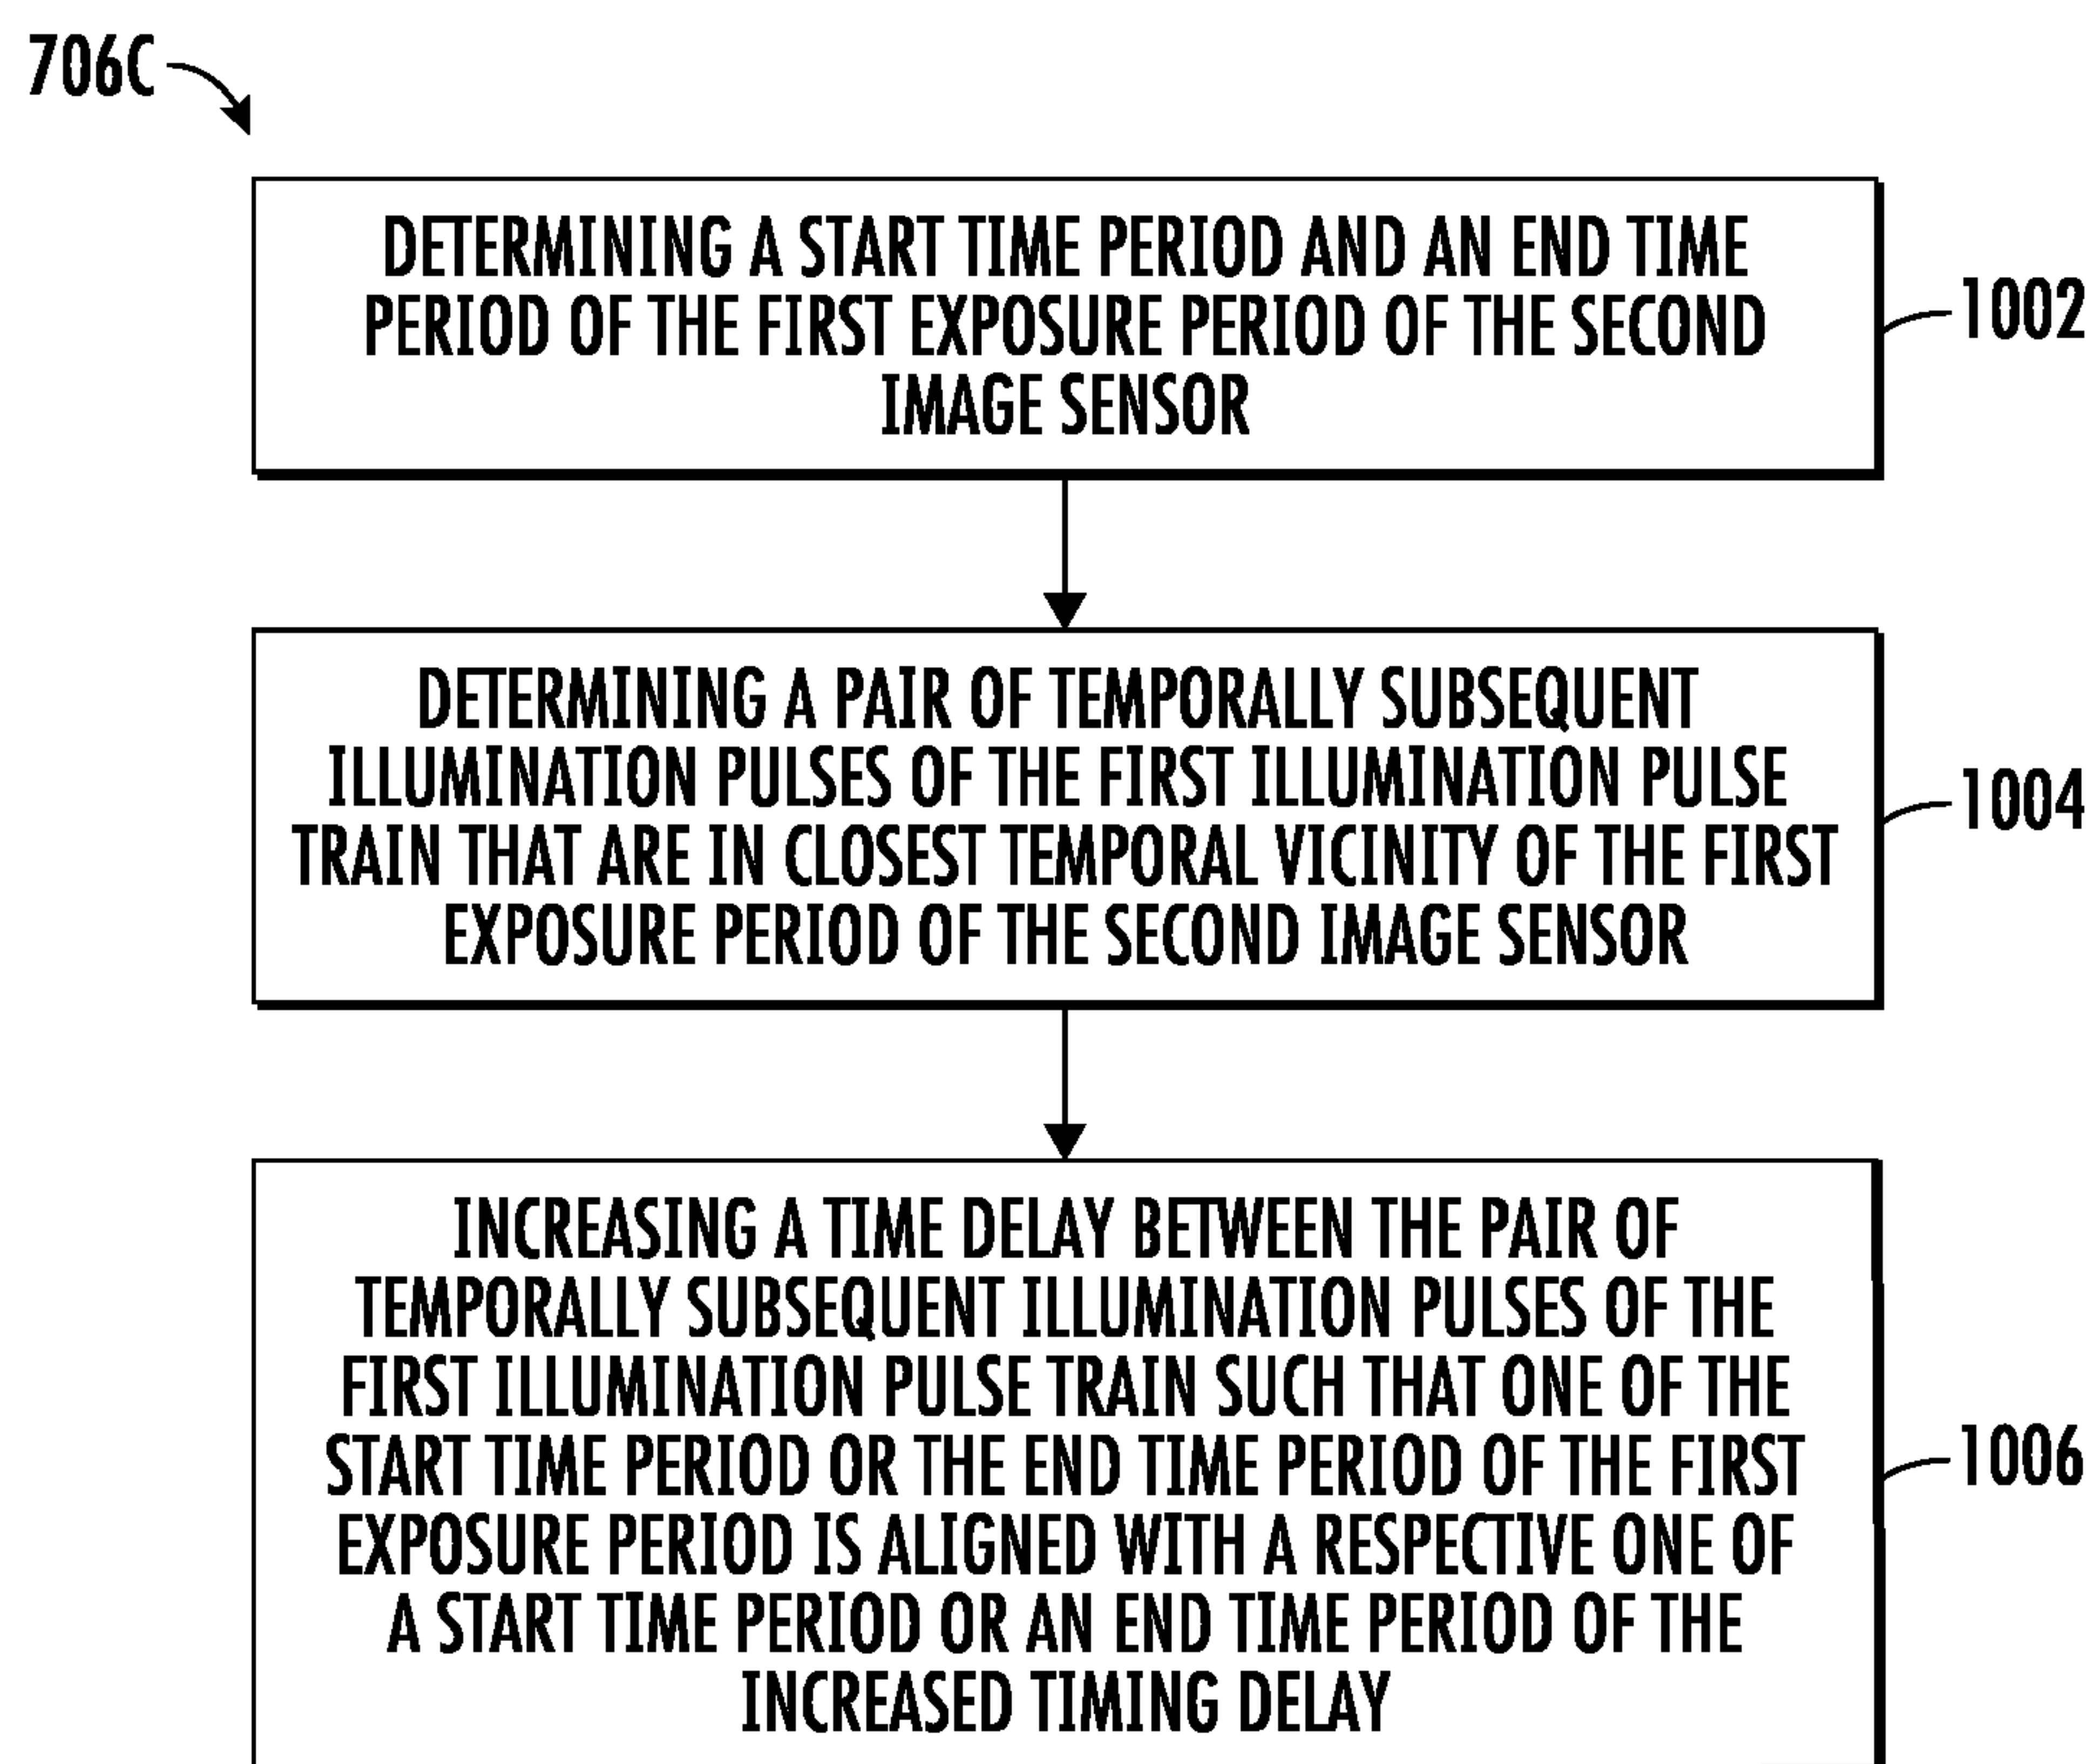 706C
DETERMINING A START TIME PERIOD AND AN END TIME
PERIOD OF THE FIRST EXPOSURE PERIOD OF THE SECOND
IMAGE SENSOR
1002
DETERMINING A PAIR OF TEMPORALLY SUBSEQUENT
ILLUMINATION PULSES OF THE FIRST ILLUMINATION PULSE
TRAIN THAT ARE IN CLOSEST TEMPORAL VICINITY OF THE FIRST
EXPOSURE PERIOD OF THE SECOND IMAGE SENSOR
1004
INCREASING A TIME DELAY BETWEEN THE PAIR OF
TEMPORALLY SUBSEQUENT ILLUMINATION PULSES OF THE
FIRST ILLUMINATION PULSE TRAIN SUCH THAT ONE OF THE
START TIME PERIOD OR THE END TIME PERIOD OF THE FIRST
EXPOSURE PERIOD IS ALIGNED WITH A RESPECTIVE ONE OF
A START TIME PERIOD OR AN END TIME PERIOD OF THE
INCREASED TIMING DELAY
1006